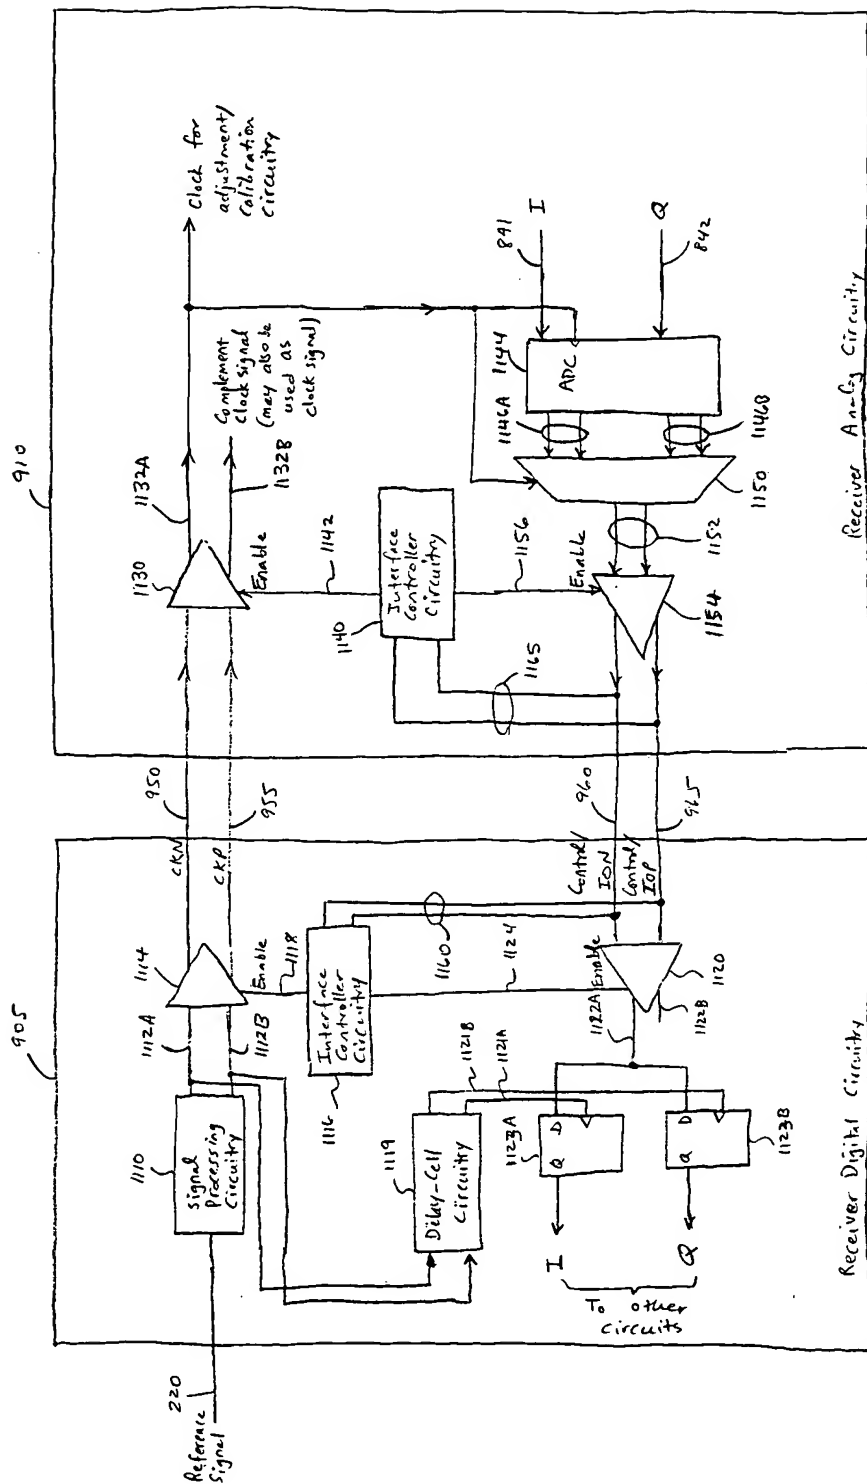 905
910
220
Reference
Signal
1110
Signal
Processing
Circuitry
1112A
1112B
1114
Enable
1118
CKN
CKP
950
955
1130
1132A
1132B
Enable
Clock for
adjustment/
Calibration
circuitry
Complement
clock signal
(may also be
used as
clock signal)
1116
Interface
Controller
Circuitry
1140
Interface
Controller
Circuitry
1142
1156
Enable
1160
1165
1124
1119
Delay-Cell
Circuitry
1121B
1121A
Control/
ION
Control/
IOP
960
965
Enable
1120
1122A
1122B
1154
1152
1150
1146A
1146B
1144
ADC
841
I
842
Q
1123A
D
Q
1123B
D
Q
I
Q
To other
circuits
Receiver Digital Circuitry
Receiver Analog Circuitry